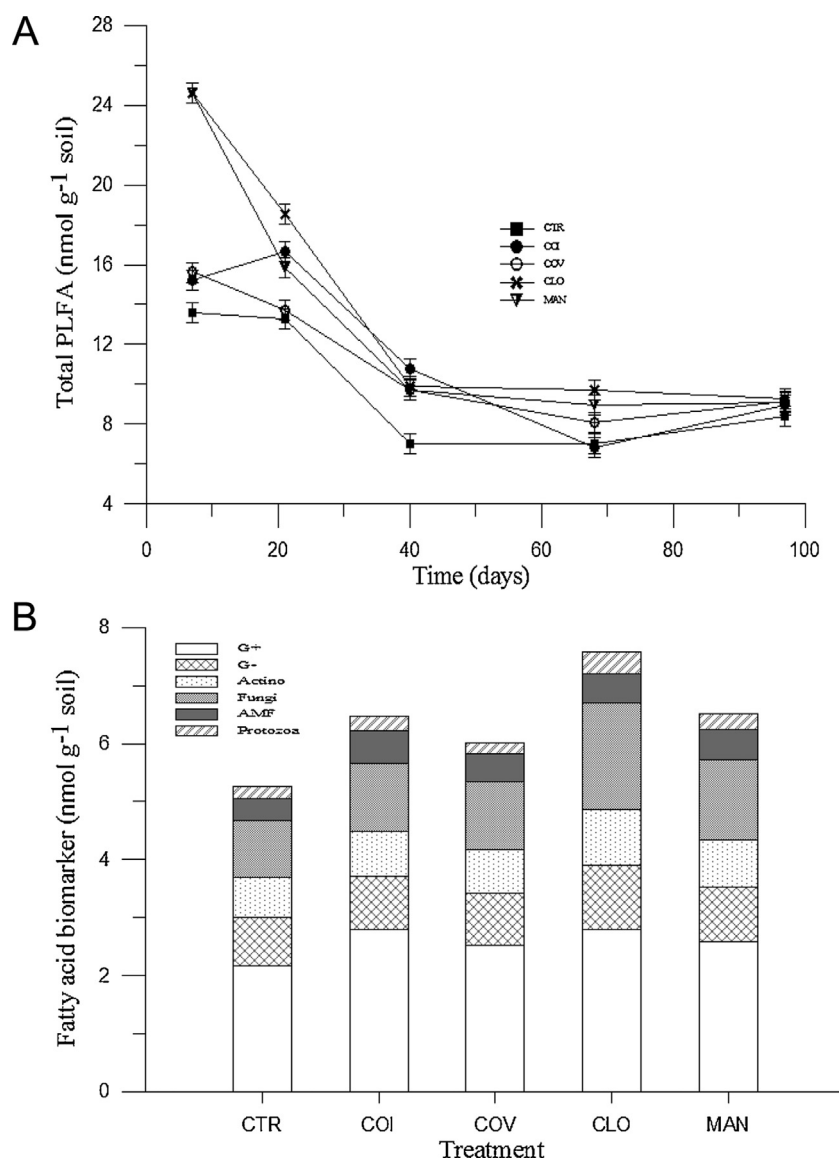 A
28
24
20
16
12
8
4
Total PLFA (nmol g-1 soil)
CTR
COI
COV
CLO
MAN
0
20
40
60
80
100
Time (days)
B
8
6
4
2
0
Fatty acid biomarker (nmol g-1 soil)
G+
G-
Actino
Fungi
AMF
Protozoa
CTR
COI
COV
CLO
MAN
Treatment